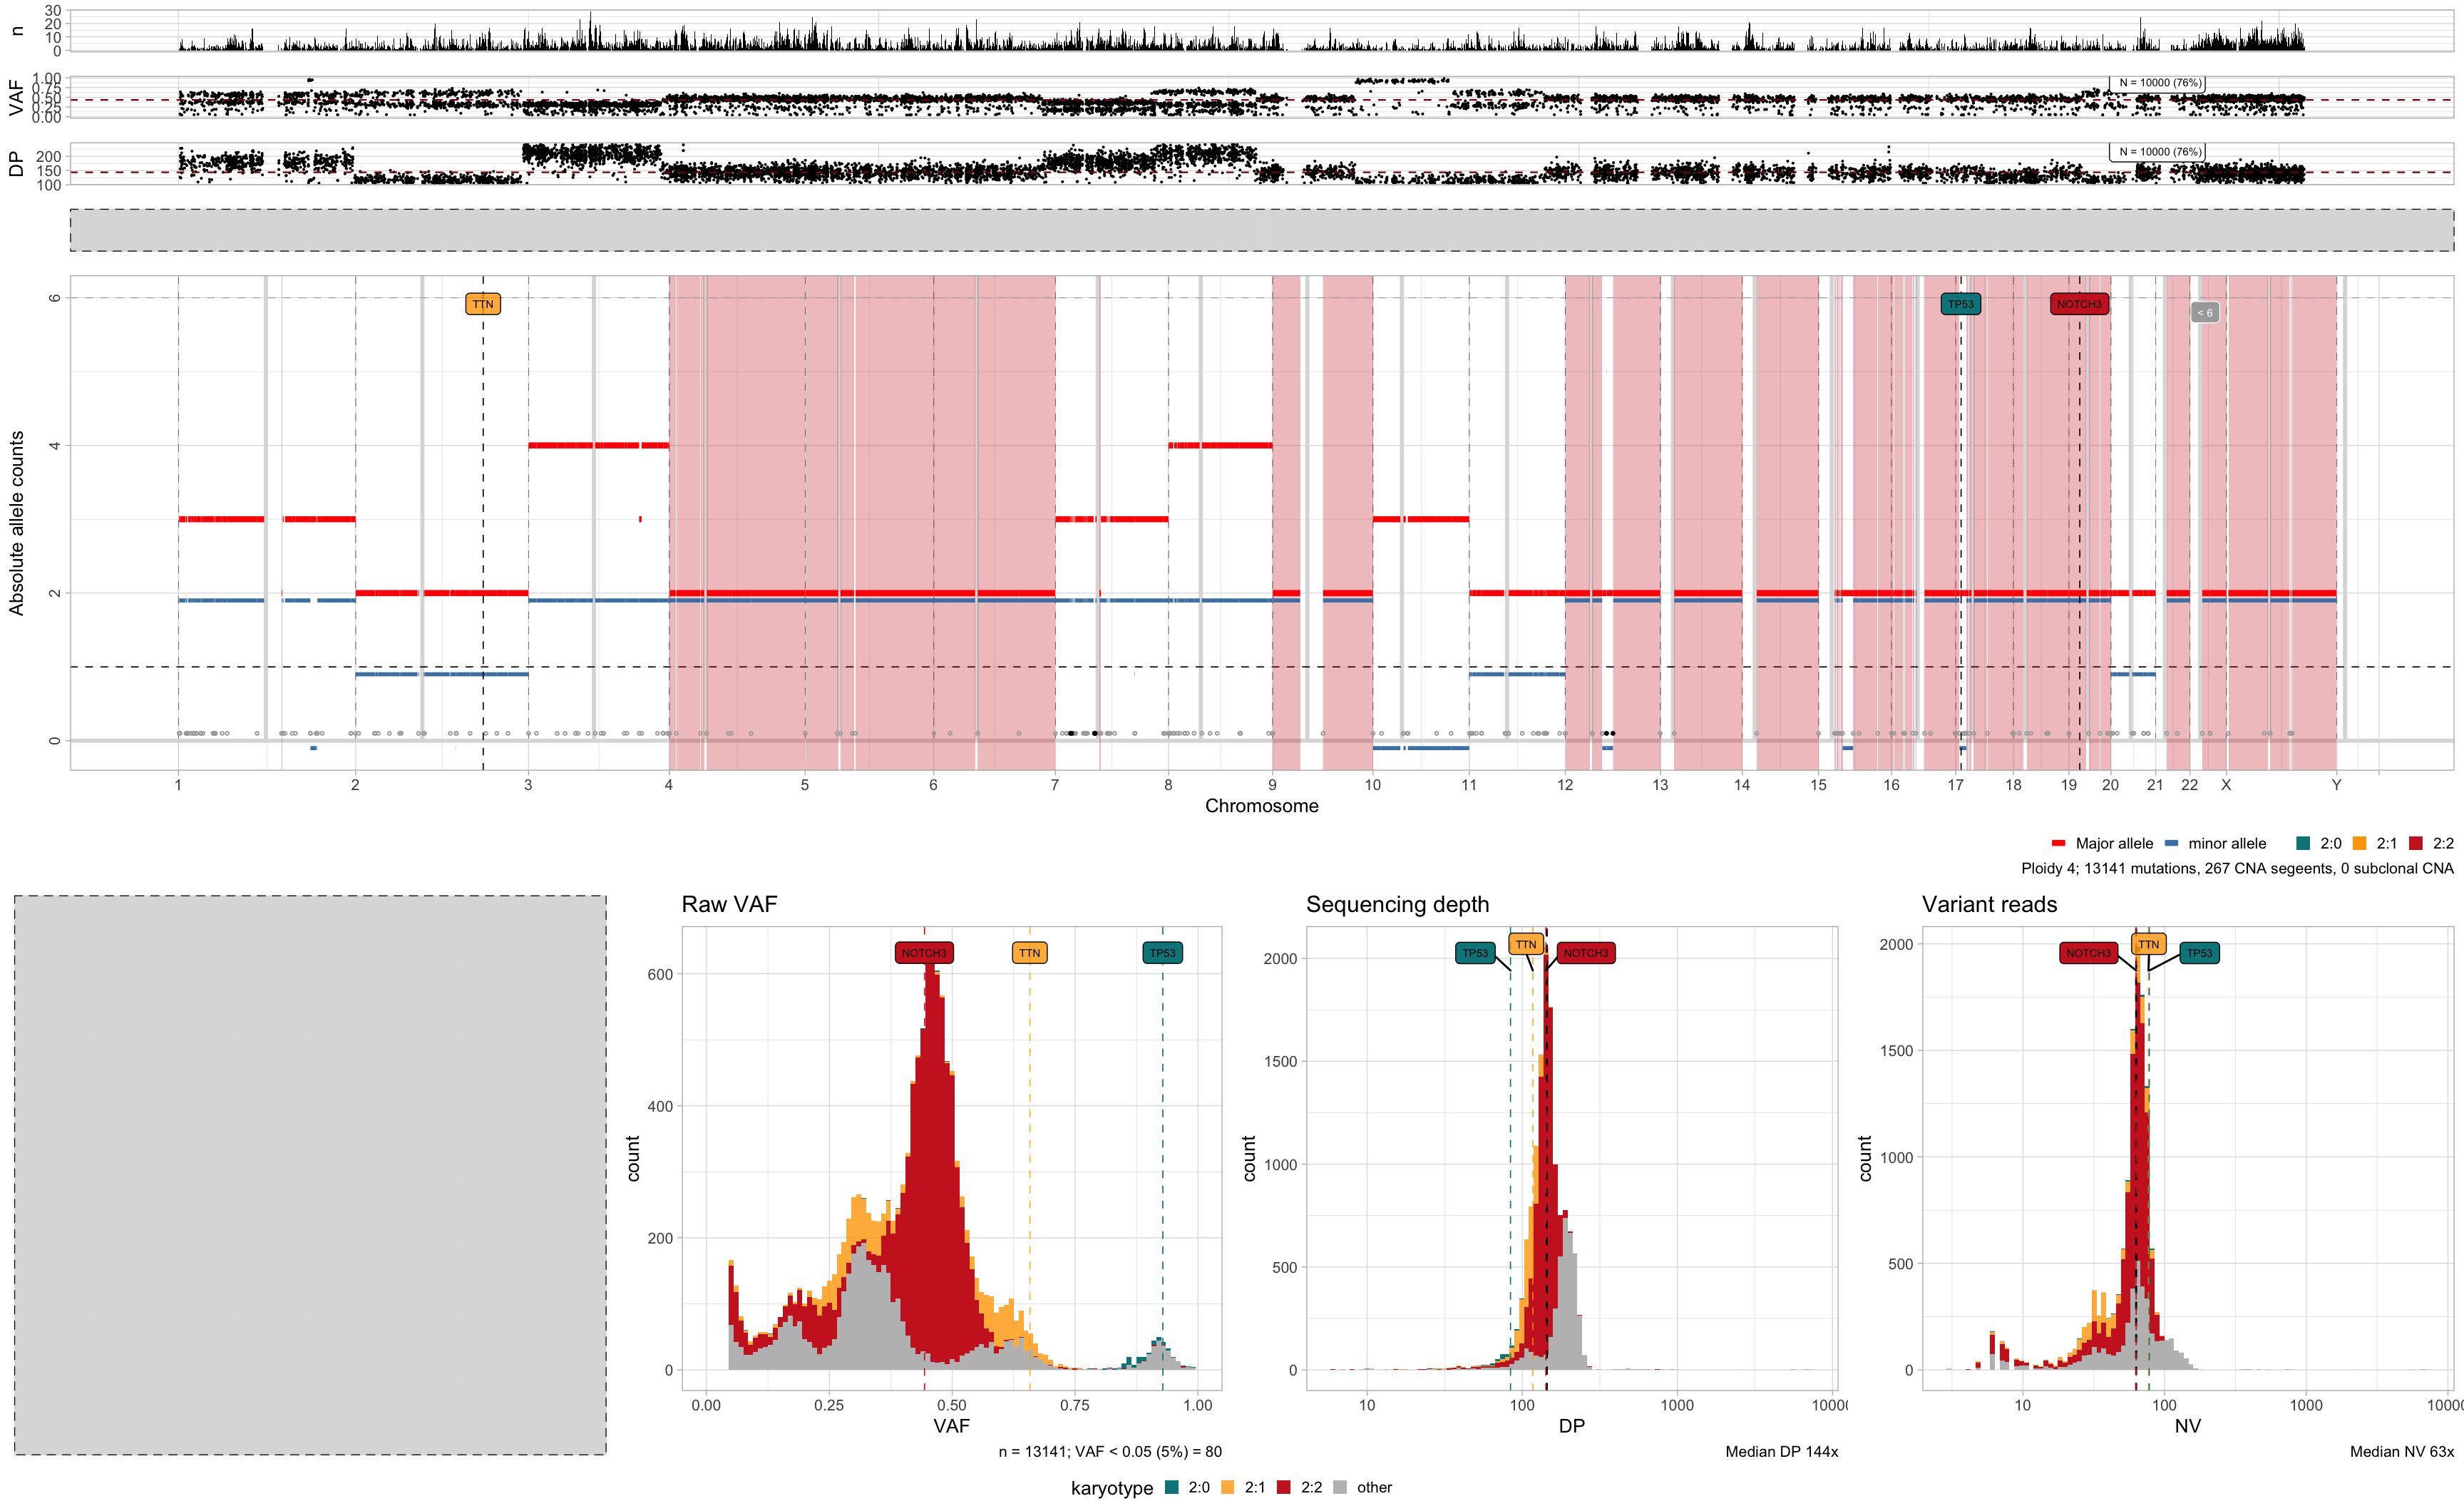 30
20
10
0
n
1.00
0.75
0.50
0.25
0.00
VAF
N = 10000 (76%)
200
150
100
DP
N = 10000 (76%)
6
4
2
0
Absolute allele counts
TTN
TP53
NOTCH3
< 6
1 2 3 4 5 6 7 8 9 10 11 12 13 14 15 16 17 18 19 20 21 22 X Y
Chromosome
Major allele minor allele 2:0 2:1 2:2
Ploidy 4; 13141 mutations, 267 CNA segeents, 0 subclonal CNA
Raw VAF
NOTCH3 TTN TP53
600
400
200
0
count
0.00 0.25 0.50 0.75 1.00
VAF
n = 13141; VAF < 0.05 (5%) = 80
Sequencing depth
TP53 TTN NOTCH3
2000
1500
1000
500
0
count
10 100 1000 10000
DP
Median DP 144x
Variant reads
NOTCH3 TTN TP53
2000
1500
1000
500
0
count
10 100 1000 10000
NV
Median NV 63x
karyotype 2:0 2:1 2:2 other